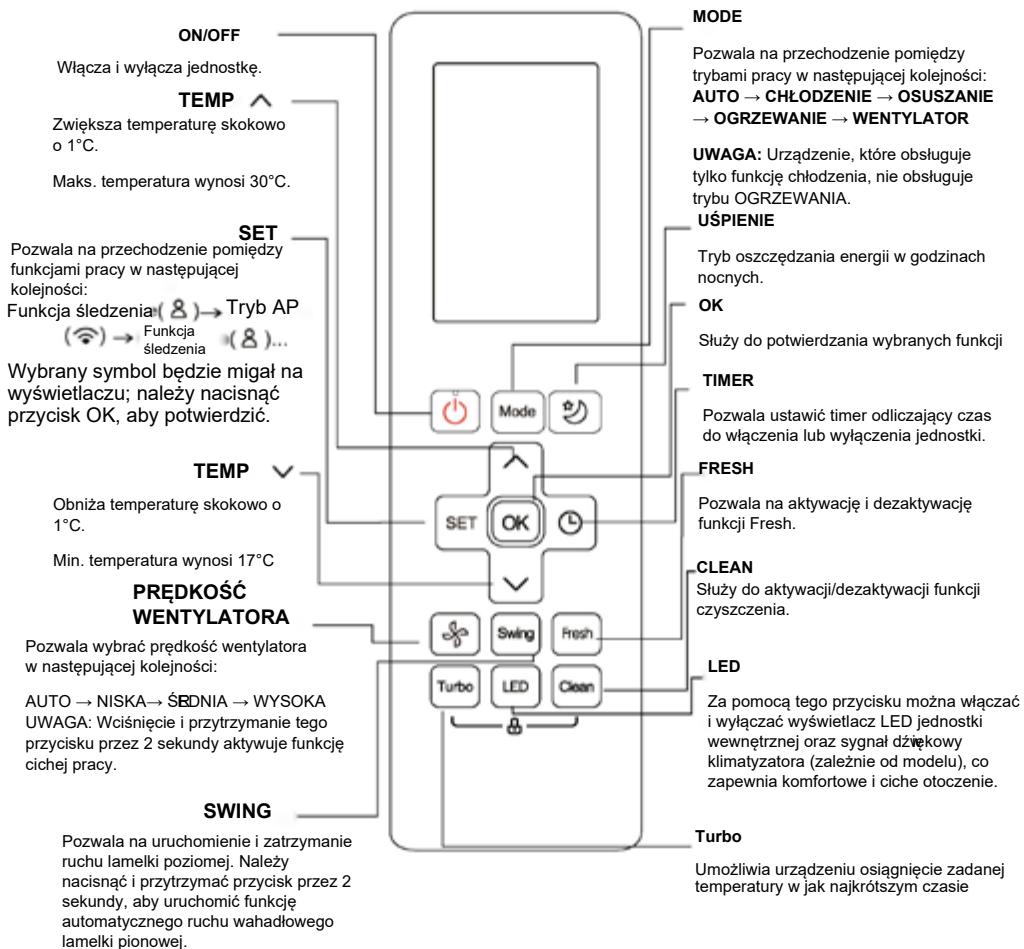 ON/OFF
Włącza i wyłącza jednostkę.
TEMP
Zwiększa temperaturę skokowo
o 1°C.
Maks. temperatura wynosi 30°C.
SET
Pozwala na przechodzenie pomiędzy
funkcjami pracy w następującej
kolejności:
Funkcja śledzenia ( ) → Tryb AP
( ) → Funkcja
śledzenia ( )...
Wybrany symbol będzie migał na
wyświetlaczu; należy nacisnąć
przycisk OK, aby potwierdzić.
TEMP
Obniża temperaturę skokowo o
1°C.
Min. temperatura wynosi 17°C
PRĘDKOŚĆ
WENTYLATORA
Pozwala wybrać prędkość wentylatora
w następującej kolejności:
AUTO → NISKA → ŚREDNIA → WYSOKA
UWAGA: Wciśnięcie i przytrzymanie tego
przycisku przez 2 sekundy aktywuje funkcję
cichej pracy.
SWING
Pozwala na uruchomienie i zatrzymanie
ruchu lamelki poziomej. Należy
nacisnąć i przytrzymać przycisk przez 2
sekundy, aby uruchomić funkcję
automatycznego ruchu wahadłowego
lamelki pionowej.
Mode
SET
OK
Swing
Fresh
Turbo
LED
Clean
MODE
Pozwala na przechodzenie pomiędzy
trybami pracy w następującej kolejności:
AUTO → CHŁODZENIE → OSUSZANIE
→ OGRZEWANIE → WENTYLATOR
UWAGA: Urządzenie, które obsługuje
tylko funkcję chłodzenia, nie obsługuje
trybu OGRZEWANIA.
UŚPIENIE
Tryb oszczędzania energii w godzinach
nocnych.
OK
Służy do potwierdzania wybranych funkcji
TIMER
Pozwala ustawić timer odliczający czas
do włączenia lub wyłączenia jednostki.
FRESH
Pozwala na aktywację i dezaktywację
funkcji Fresh.
CLEAN
Służy do aktywacji/dezaktywacji funkcji
czyszczenia.
LED
Za pomocą tego przycisku można włączać
i wyłączać wyświetlacz LED jednostki
wewnętrznej oraz sygnał dźwiękowy
klimatyzatora (zależnie od modelu), co
zapewnia komfortowe i ciche otoczenie.
Turbo
Umożliwia urządzeniu osiągnięcie zadanej
temperatury w jak najkrótszym czasie